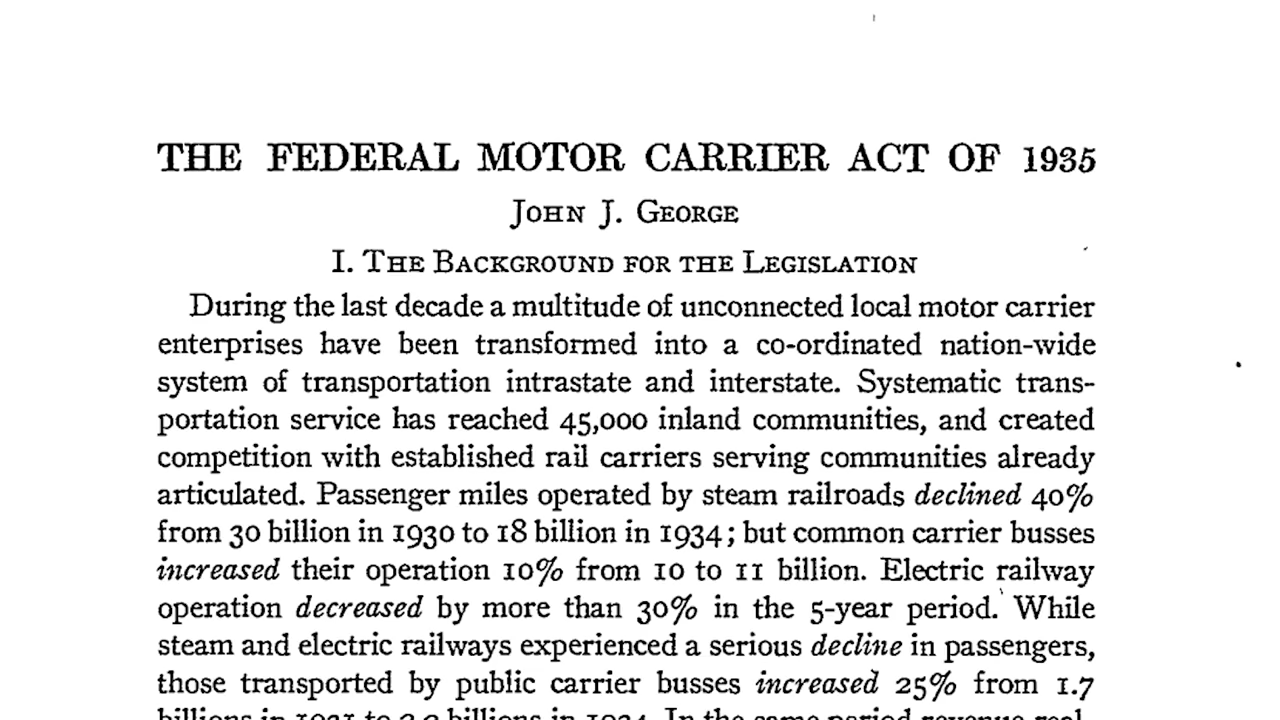 THE FEDERAL MOTOR CARRIER ACT OF 1935
JOHN J. GEORGE
I. THE BACKGROUND FOR THE LEGISLATION
During the last decade a multitude of unconnected local motor carrier
enterprises have been transformed into a co-ordinated nation-wide
system of transportation intrastate and interstate. Systematic trans-
portation service has reached 45,000 inland communities, and created
competition with established rail carriers serving communities already
articulated. Passenger miles operated by steam railroads declined 40%
from 30 billion in 1930 to 18 billion in 1934; but common carrier busses
increased their operation 10% from 10 to 11 billion. Electric railway
operation decreased by more than 30% in the 5-year period. While
steam and electric railways experienced a serious decline in passengers,
those transported by public carrier busses increased 25% from 1.7